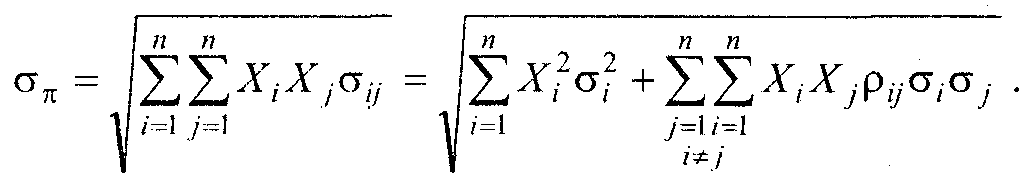 σ_π = √(∑_{i=1}^{n} ∑_{j=1}^{n} X_i X_j σ_{ij}) = √(∑_{i=1}^{n} X_i^2 σ_i^2 + ∑_{j=1}^{n} ∑_{i=1}^{n}_{i≠j} X_i X_j ρ_{ij} σ_i σ_j) .